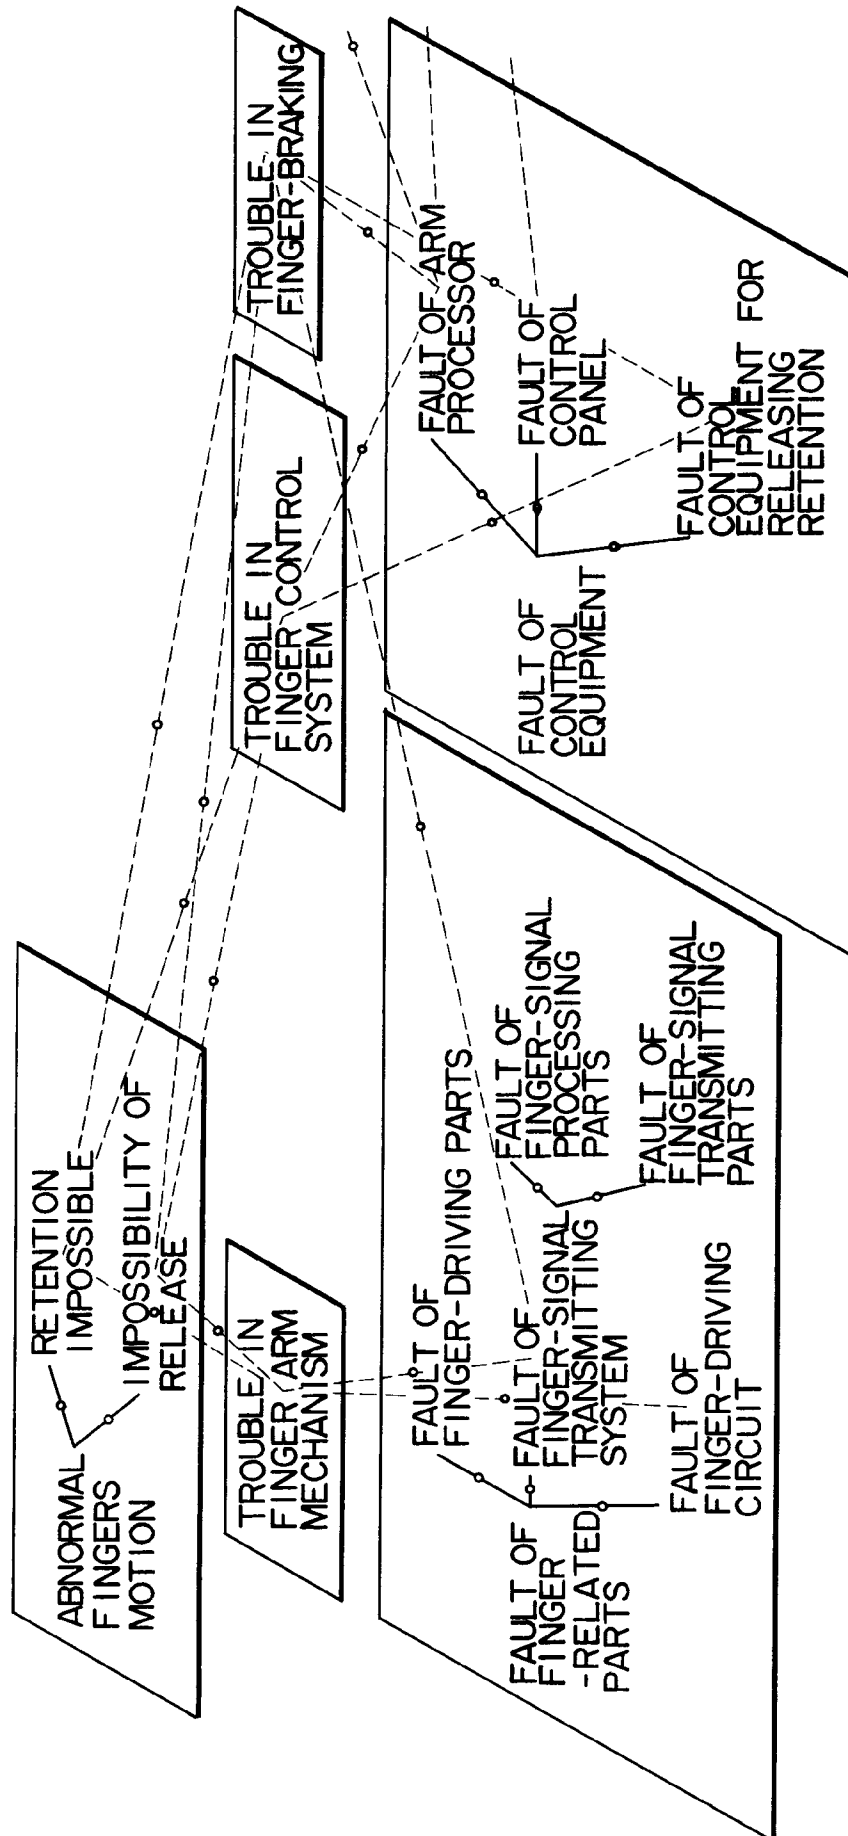 ABNORMAL
FINGERS
MOTION
RETENTION
IMPOSSIBLE
IMPOSSIBILITY OF
RELEASE
TROUBLE IN
FINGER ARM
MECHANISM
TROUBLE IN
FINGER CONTROL
SYSTEM
TROUBLE IN
FINGER-BRAKING
FAULT OF
FINGER
-RELATED
PARTS
FAULT OF
FINGER-DRIVING PARTS
FAULT OF
FINGER-SIGNAL
TRANSMITTING
SYSTEM
FAULT OF
FINGER-DRIVING
CIRCUIT
FAULT OF
FINGER-SIGNAL
PROCESSING
PARTS
FAULT OF
FINGER-SIGNAL
TRANSMITTING
PARTS
FAULT OF
CONTROL
EQUIPMENT
FAULT OF ARM
PROCESSOR
FAULT OF
CONTROL
PANEL
FAULT OF
CONTROL
EQUIPMENT FOR
RELEASING
RETENTION